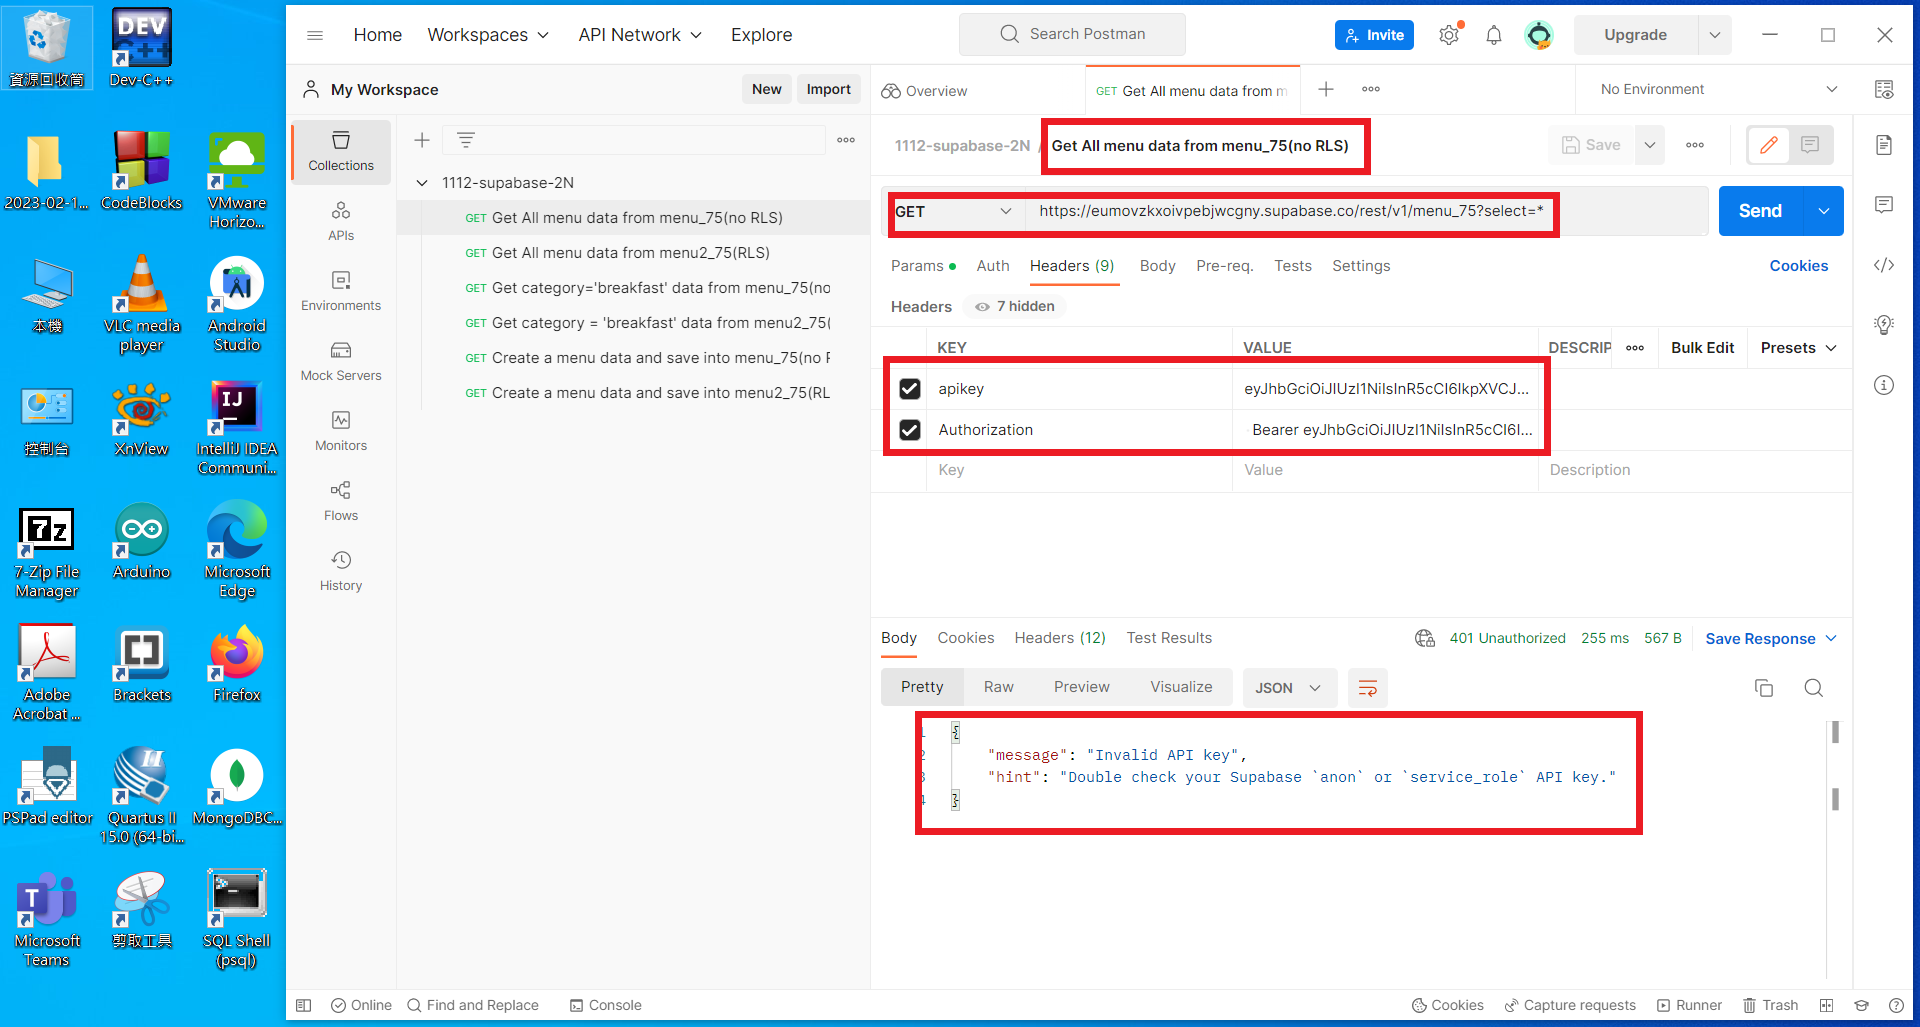 資源回收筒
Dev-C++
2023-02-1...
CodeBlocks
VMware
Horizo...
本機
VLC media
player
Android
Studio
控制台
XnView
IntelliJ IDEA
Communi...
7-Zip File
Manager
Arduino
Microsoft
Edge
Adobe
Acrobat ...
Brackets
Firefox
PSPad editor
Quartus II
15.0 (64-bi...
MongoDBC...
Microsoft
Teams
剪取工具
SQL Shell
(psql)
Home Workspaces API Network Explore
Search Postman
Invite
Upgrade
My Workspace
New Import
Overview
GET Get All menu data from m
No Environment
Collections
APIs
Environments
Mock Servers
Monitors
Flows
History
1112-supabase-2N
GET Get All menu data from menu_75(no RLS)
GET Get All menu data from menu2_75(RLS)
GET Get category='breakfast' data from menu_75(no
GET Get category = 'breakfast' data from menu2_75(
GET Create a menu data and save into menu_75(no R
GET Create a menu data and save into menu2_75(RL
1112-supabase-2N / Get All menu data from menu_75(no RLS)
Save
GET https://eumovzkxoivpebjwcgny.supabase.co/rest/v1/menu_75?select=*
Send
Params Auth Headers (9) Body Pre-req. Tests Settings
Cookies
Headers 7 hidden
KEY VALUE DESCRIP Bulk Edit Presets
apikey eyJhbGciOiJIUzI1NiIsInR5cCI6IkpXVCJ...
Authorization Bearer eyJhbGciOiJIUzI1NiIsInR5cCI6I...
Key Value Description
Body Cookies Headers (12) Test Results
401 Unauthorized 255 ms 567 B Save Response
Pretty Raw Preview Visualize JSON
1 {
2 "message": "Invalid API key",
3 "hint": "Double check your Supabase `anon` or `service_role` API key."
4 }
Online Find and Replace Console
Cookies Capture requests Runner Trash